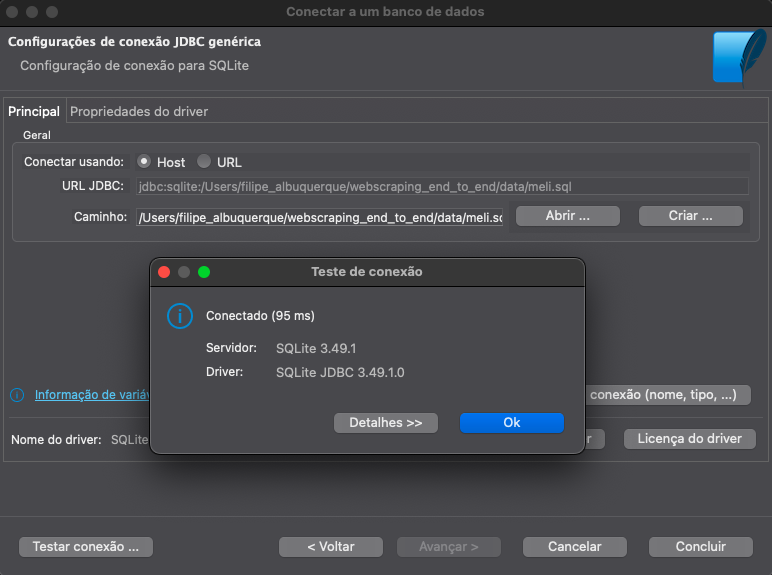 Conectar a um banco de dados
Configurações de conexão JDBC genérica
Configuração de conexão para SQLite
Principal Propriedades do driver
Geral
Conectar usando: Host URL
URL JDBC: jdbc:sqlite:/Users/filipe_albuquerque/webscraping_end_to_end/data/meli.sql
Caminho: /Users/filipe_albuquerque/webscraping_end_to_end/data/meli.sq Abrir ... Criar ...
Teste de conexão
Conectado (95 ms)
Servidor: SQLite 3.49.1
Driver: SQLite JDBC 3.49.1.0
Informação de variáv conexão (nome, tipo, ...)
Detalhes >> Ok
Nome do driver: SQLite r Licença do driver
Testar conexão ... < Voltar Avançar > Cancelar Concluir